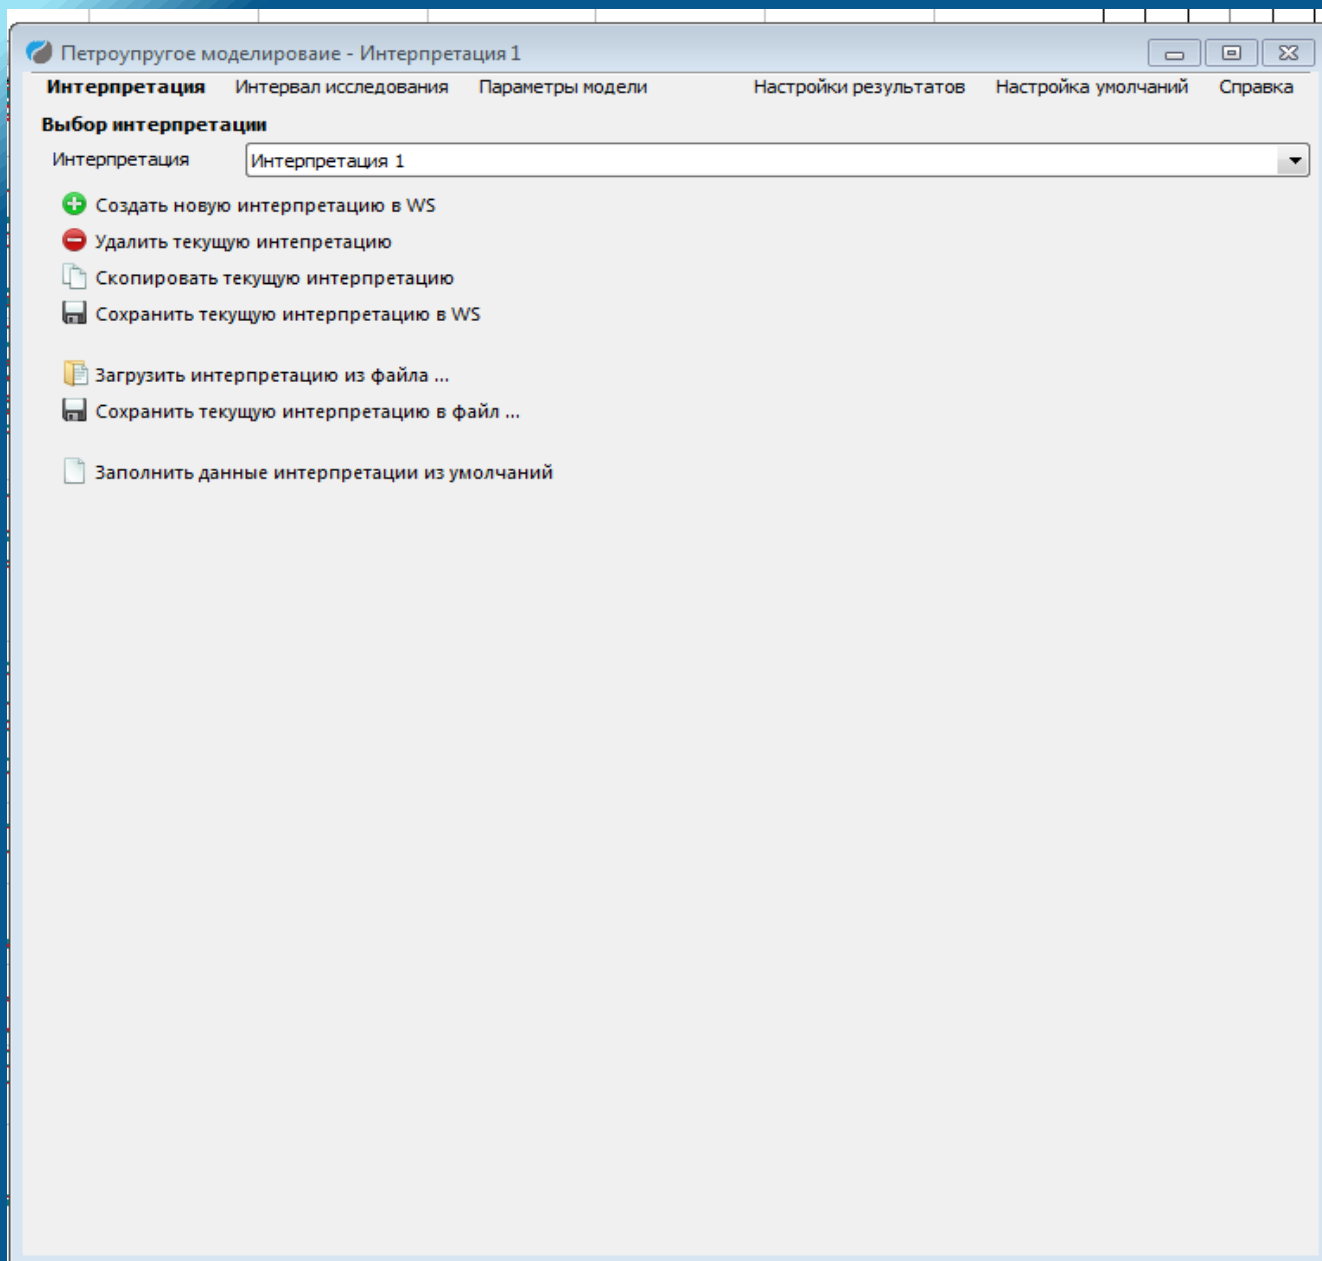 Петроупругое моделироваие - Интерпретация 1
Интерпретация Интервал исследования Параметры модели Настройки результатов Настройка умолчаний Справка
Выбор интерпретации
Интерпретация Интерпретация 1
Создать новую интерпретацию в WS
Удалить текущую интепретацию
Скопировать текущую интерпретацию
Сохранить текущую интерпретацию в WS
Загрузить интерпретацию из файла ...
Сохранить текущую интерпретацию в файл ...
Заполнить данные интерпретации из умолчаний